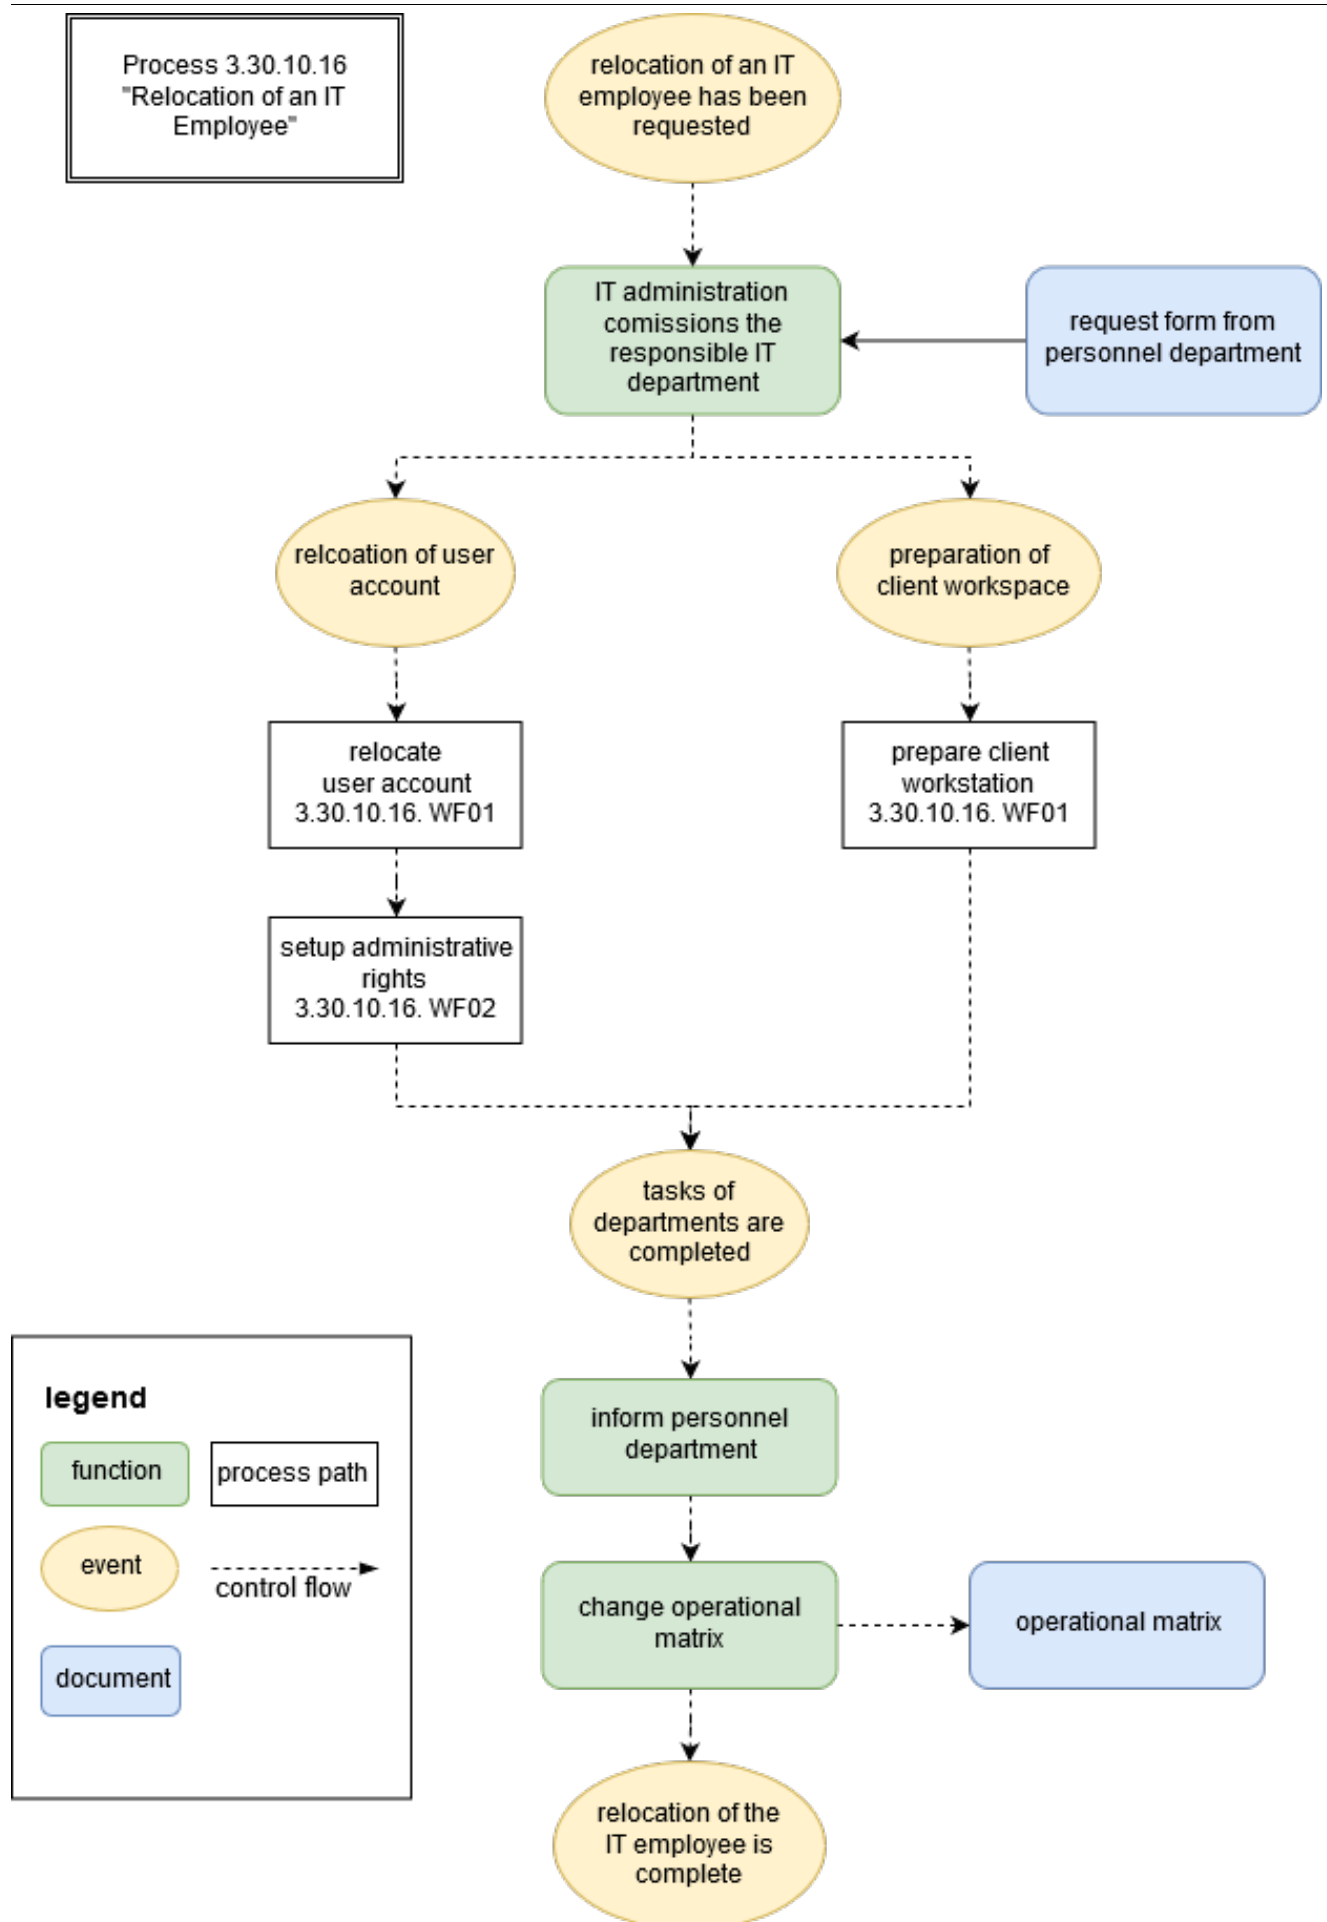 Process 3.30.10.16
"Relocation of an IT
Employee"
relocation of an IT
employee has been
requested
IT administration
comissions the
responsible IT
department
request form from
personnel department
relcoation of user
account
preparation of
client workspace
relocate
user account
3.30.10.16. WF01
prepare client
workstation
3.30.10.16. WF01
setup administrative
rights
3.30.10.16. WF02
tasks of
departments are
completed
legend
function
process path
event
control flow
document
inform personnel
department
change operational
matrix
operational matrix
relocation of the
IT employee is
complete